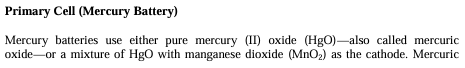 Primary Cell (Mercury Battery)
Mercury batteries use either pure mercury (II) oxide (HgO)—also called mercuric
oxide—or a mixture of HgO with manganese dioxide (MnO₂) as the cathode. Mercuric